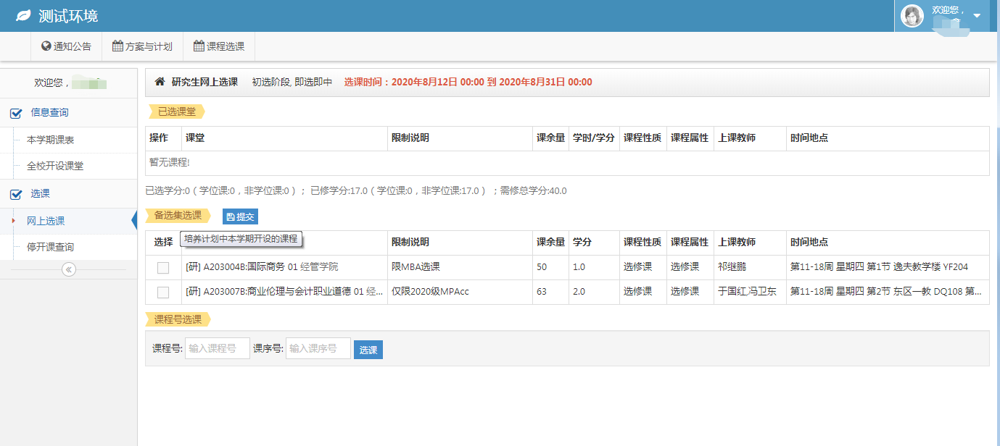 测试环境
欢迎您，
通知公告 方案与计划 课程选课
欢迎您，
信息查询
本学期课表
全校开设课堂
选课
网上选课
停开课查询
研究生网上选课 初选阶段, 即选即中 选课时间：2020年8月12日 00:00 到 2020年8月31日 00:00
已选课堂
操作 课堂 限制说明 课余量 学时/学分 课程性质 课程属性 上课教师 时间地点
暂无课程!
已选学分:0（学位课:0，非学位课:0）； 已修学分:17.0（学位课:0，非学位课:17.0） ；需修总学分:40.0
备选集选课 提交
培养计划中本学期开设的课程
选择 限制说明 课余量 学分 课程性质 课程属性 上课教师 时间地点
[研] A203004B:国际商务 01 经管学院 限MBA选课 50 1.0 选修课 选修课 祁继鹏 第11-18周 星期四 第1节 逸夫教学楼 YF204
[研] A203007B:商业伦理与会计职业道德 01 经... 仅限2020级MPAcc 63 2.0 选修课 选修课 于国红,冯卫东 第11-18周 星期四 第2节 东区一教 DQ108 第...
课程号选课
课程号: 输入课程号 课序号: 输入课序号 选课